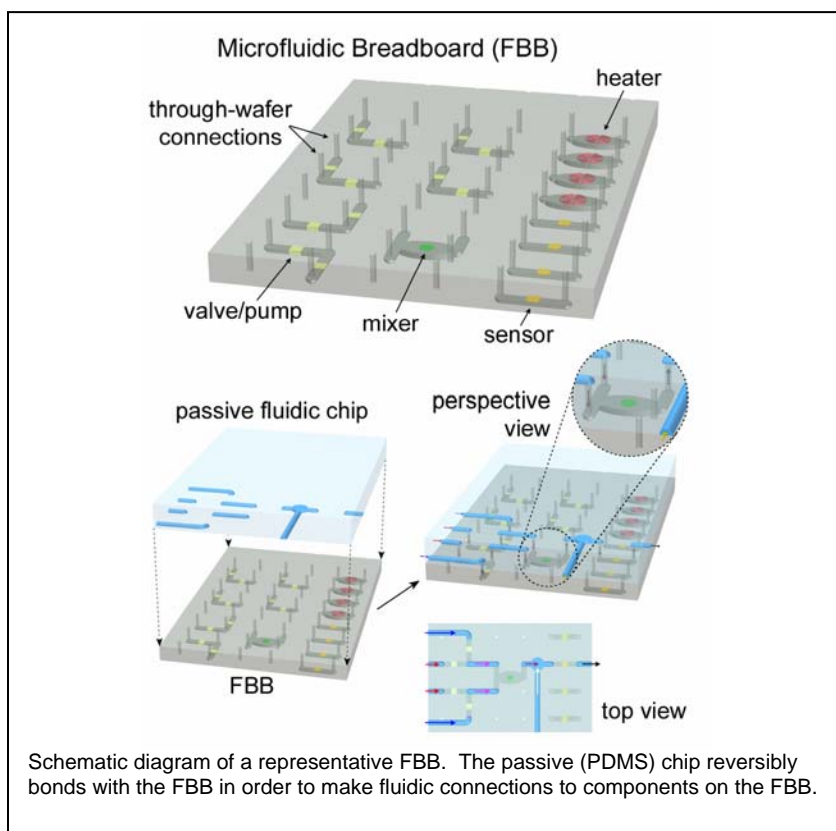 Microfluidic Breadboard (FBB)
heater
through-wafer
connections
valve/pump
mixer
sensor
passive fluidic chip
perspective
view
FBB
top view
Schematic diagram of a representative FBB.  The passive (PDMS) chip reversibly
bonds with the FBB in order to make fluidic connections to components on the FBB.